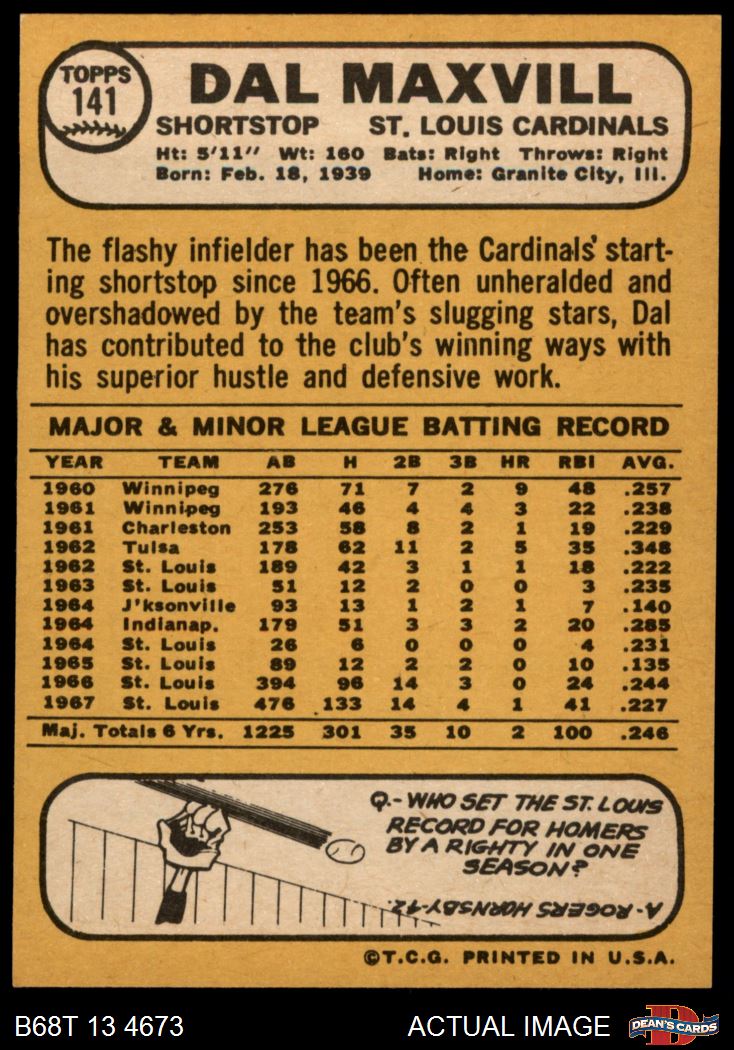 TOPPS
141
DAL MAXVILL
SHORTSTOP ST. LOUIS CARDINALS
Ht: 5'11" Wt: 160 Bats: Right Throws: Right
Born: Feb. 18, 1939 Home: Granite City, Ill.
The flashy infielder has been the Cardinals' start-
ing shortstop since 1966. Often unheralded and
overshadowed by the team's slugging stars, Dal
has contributed to the club's winning ways with
his superior hustle and defensive work.
MAJOR & MINOR LEAGUE BATTING RECORD
YEAR TEAM AB H 2B 3B HR RBI AVG.
1960 Winnipeg 276 71 7 2 9 48 .257
1961 Winnipeg 193 46 4 4 3 22 .238
1961 Charleston 253 58 8 2 1 19 .229
1962 Tulsa 178 62 11 2 5 35 .348
1962 St. Louis 189 42 3 1 1 18 .222
1963 St. Louis 51 12 2 0 0 3 .235
1964 J'ksonville 93 13 1 2 1 7 .140
1964 Indianap. 179 51 3 3 2 20 .285
1964 St. Louis 26 6 0 0 0 4 .231
1965 St. Louis 89 12 2 2 0 10 .135
1966 St. Louis 394 96 14 3 0 24 .244
1967 St. Louis 476 133 14 4 1 41 .227
Maj. Totals 6 Yrs. 1225 301 35 10 2 100 .246
Q.- WHO SET THE ST. LOUIS
RECORD FOR HOMERS
BY A RIGHTY IN ONE
SEASON?
A- ROGERS HORNSBY-42.
©T.C.G. PRINTED IN U.S.A.
B68T 13 4673 ACTUAL IMAGE
DEAN'S CARDS